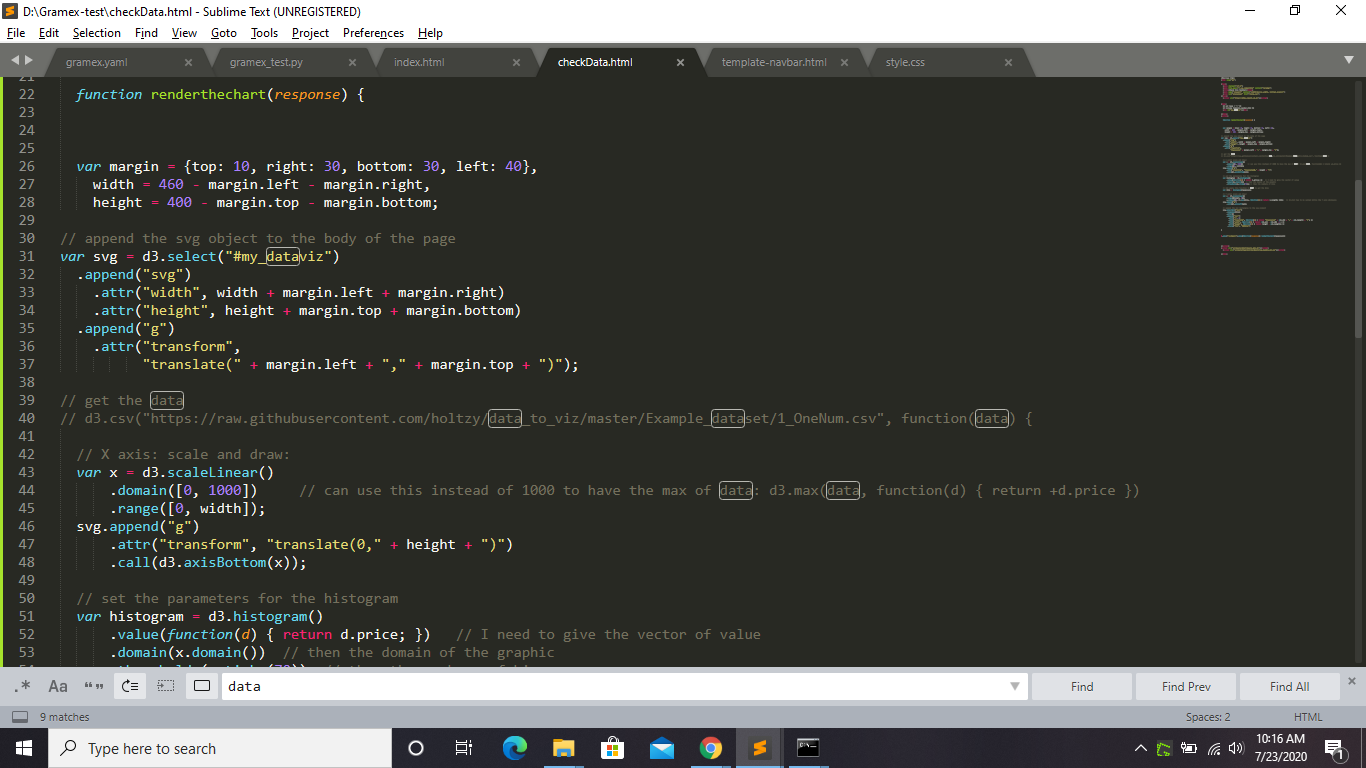 D:\Gramex-test\checkData.html - Sublime Text (UNREGISTERED)
File Edit Selection Find View Goto Tools Project Preferences Help
gramex.yaml gramex_test.py index.html checkData.html template-navbar.html style.css
21
22 function renderthechart(response) {
23
24
25
26 var margin = {top: 10, right: 30, bottom: 30, left: 40},
27 width = 460 - margin.left - margin.right,
28 height = 400 - margin.top - margin.bottom;
29
30 // append the svg object to the body of the page
31 var svg = d3.select("#my_dataviz")
32 .append("svg")
33 .attr("width", width + margin.left + margin.right)
34 .attr("height", height + margin.top + margin.bottom)
35 .append("g")
36 .attr("transform",
37 "translate(" + margin.left + "," + margin.top + ")");
38
39 // get the data
40 // d3.csv("https://raw.githubusercontent.com/holtzy/data_to_viz/master/Example_dataset/1_OneNum.csv", function(data) {
41
42 // X axis: scale and draw:
43 var x = d3.scaleLinear()
44 .domain([0, 1000]) // can use this instead of 1000 to have the max of data: d3.max(data, function(d) { return +d.price })
45 .range([0, width]);
46 svg.append("g")
47 .attr("transform", "translate(0," + height + ")")
48 .call(d3.axisBottom(x));
49
50 // set the parameters for the histogram
51 var histogram = d3.histogram()
52 .value(function(d) { return d.price; }) // I need to give the vector of value
53 .domain(x.domain()) // then the domain of the graphic
.* Aa “” data Find Find Prev Find All
9 matches Spaces: 2 HTML
Type here to search
10:16 AM
7/23/2020
1